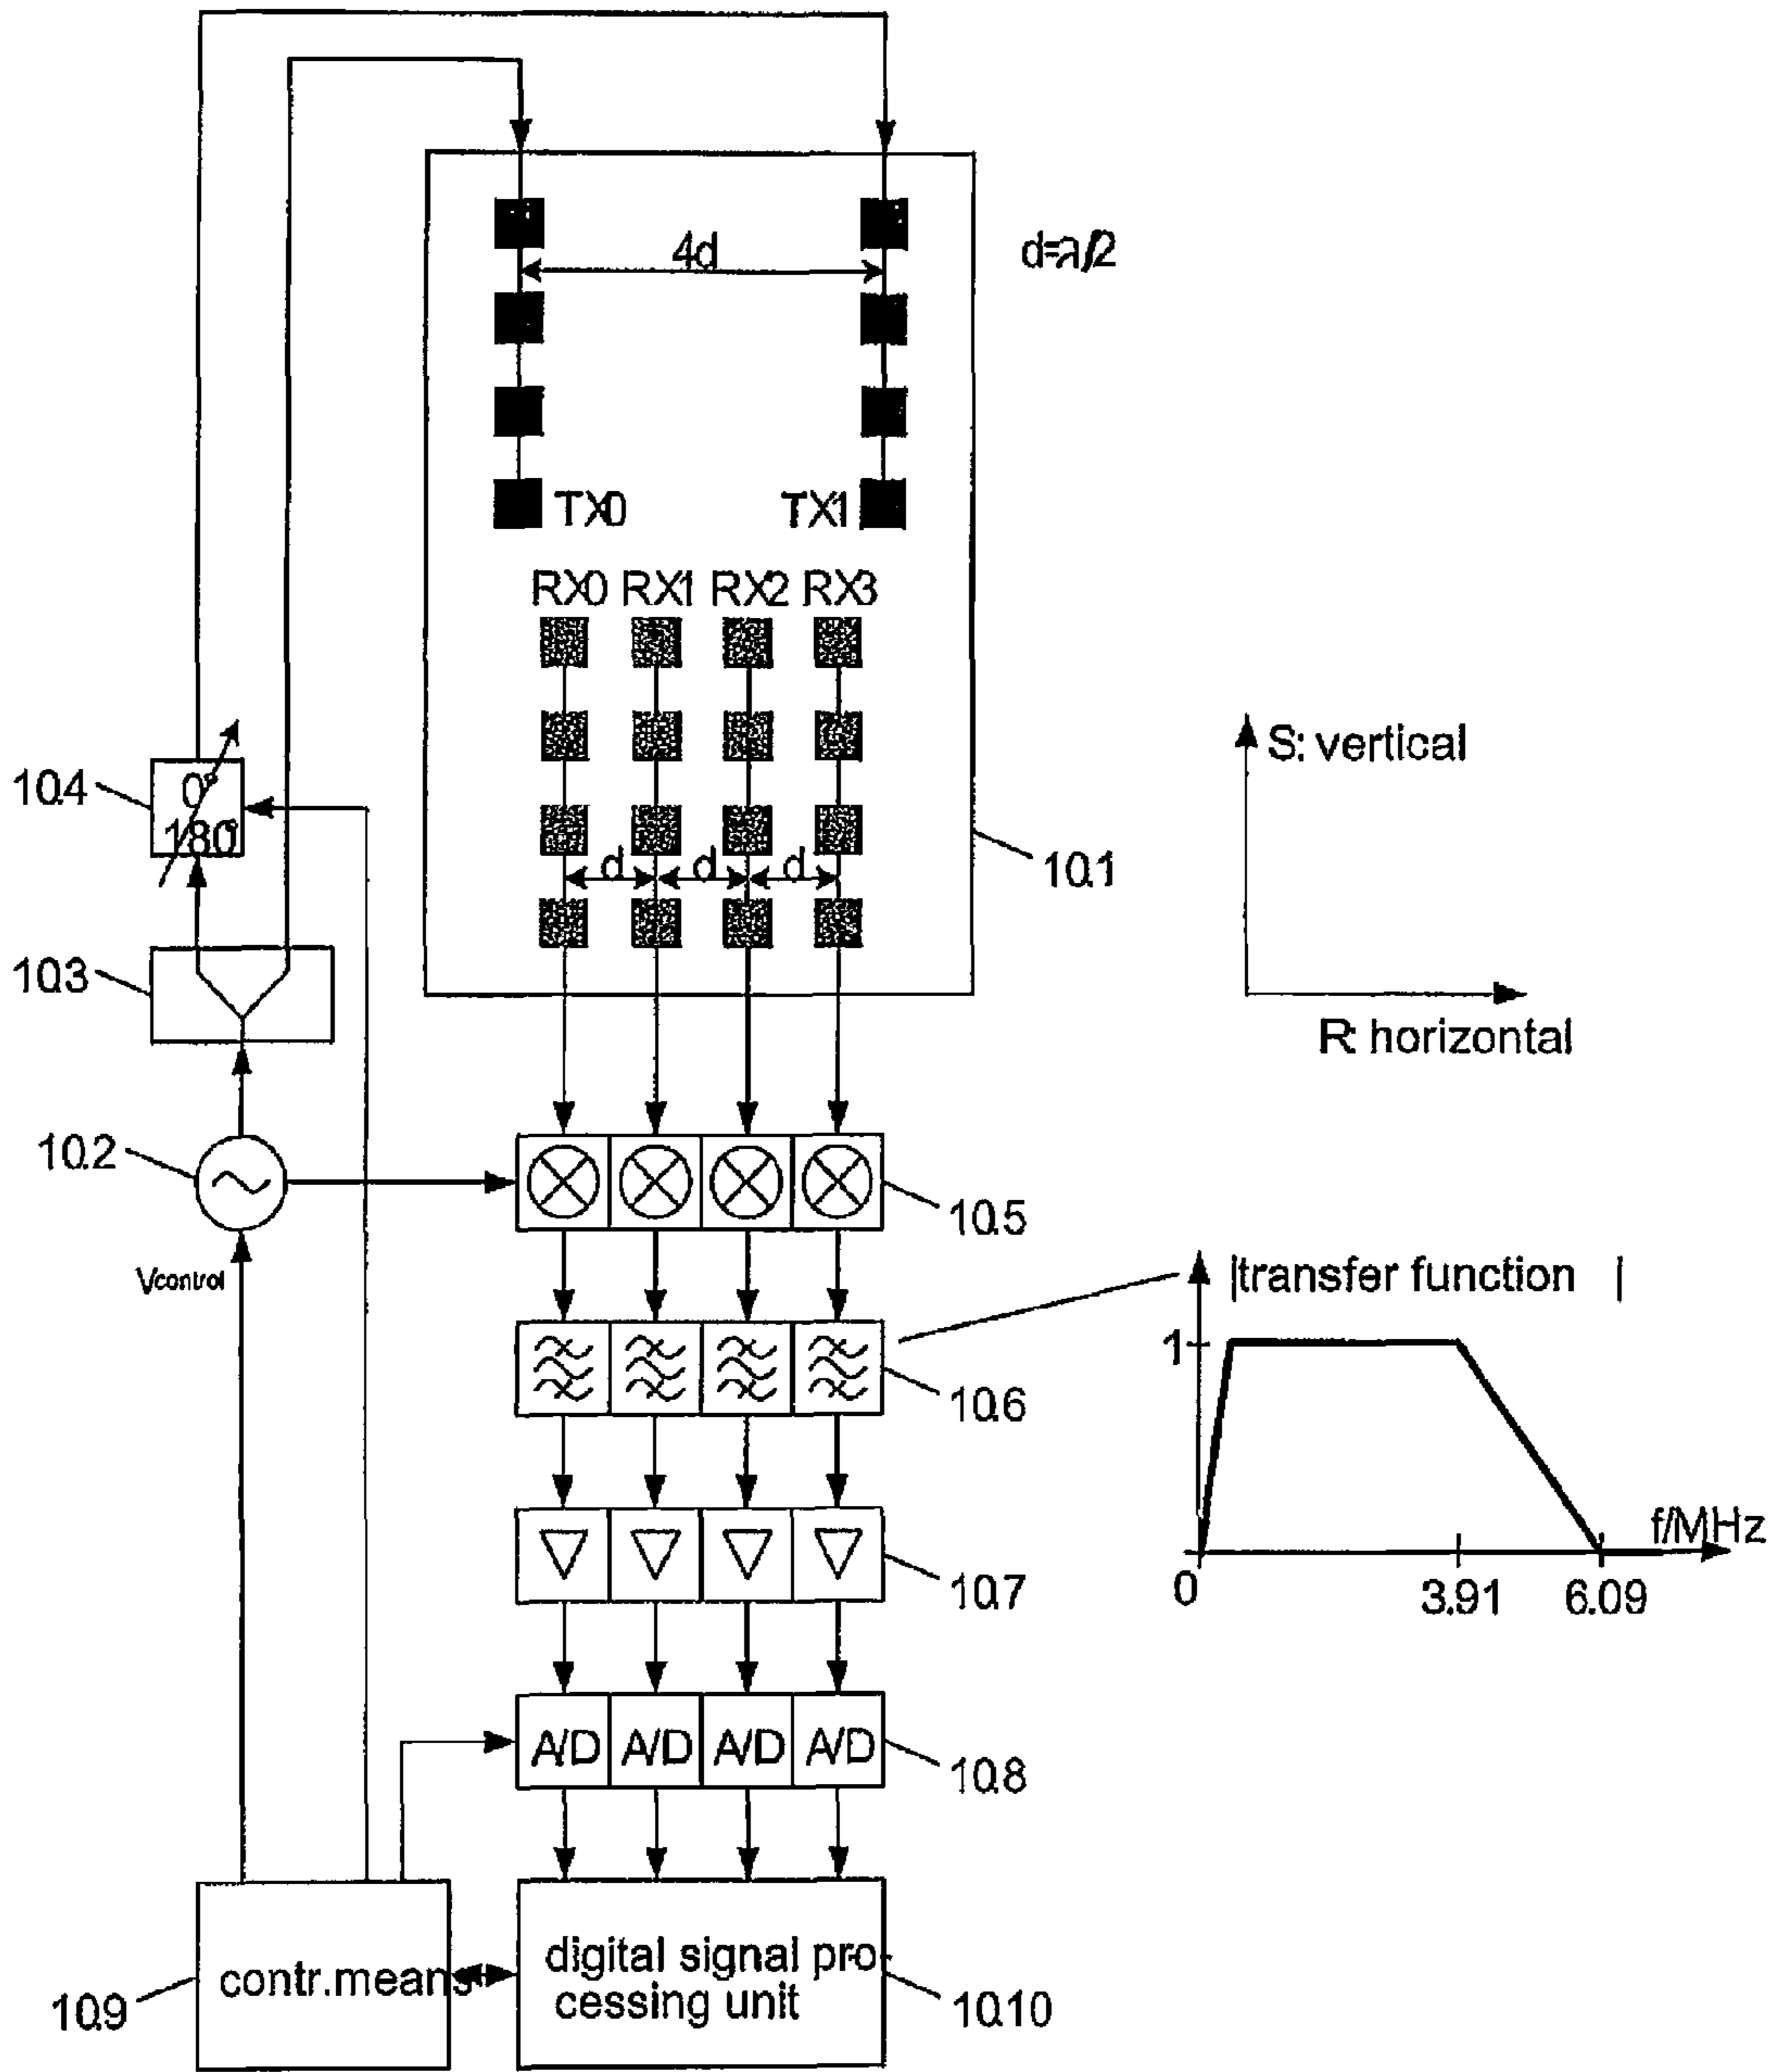 4d
d=λ/2
TX0
TX1
RX0 RX1 RX2 RX3
S: vertical
10.4
0°
180°
d
d
d
10.1
10.3
R: horizontal
10.2
10.5
Vcontrol
|transfer function |
1
10.6
f/MHz
0
3.91
6.09
10.7
A/D A/D A/D A/D
10.8
contr.means
digital signal pro-
cessing unit
10.9
10.10